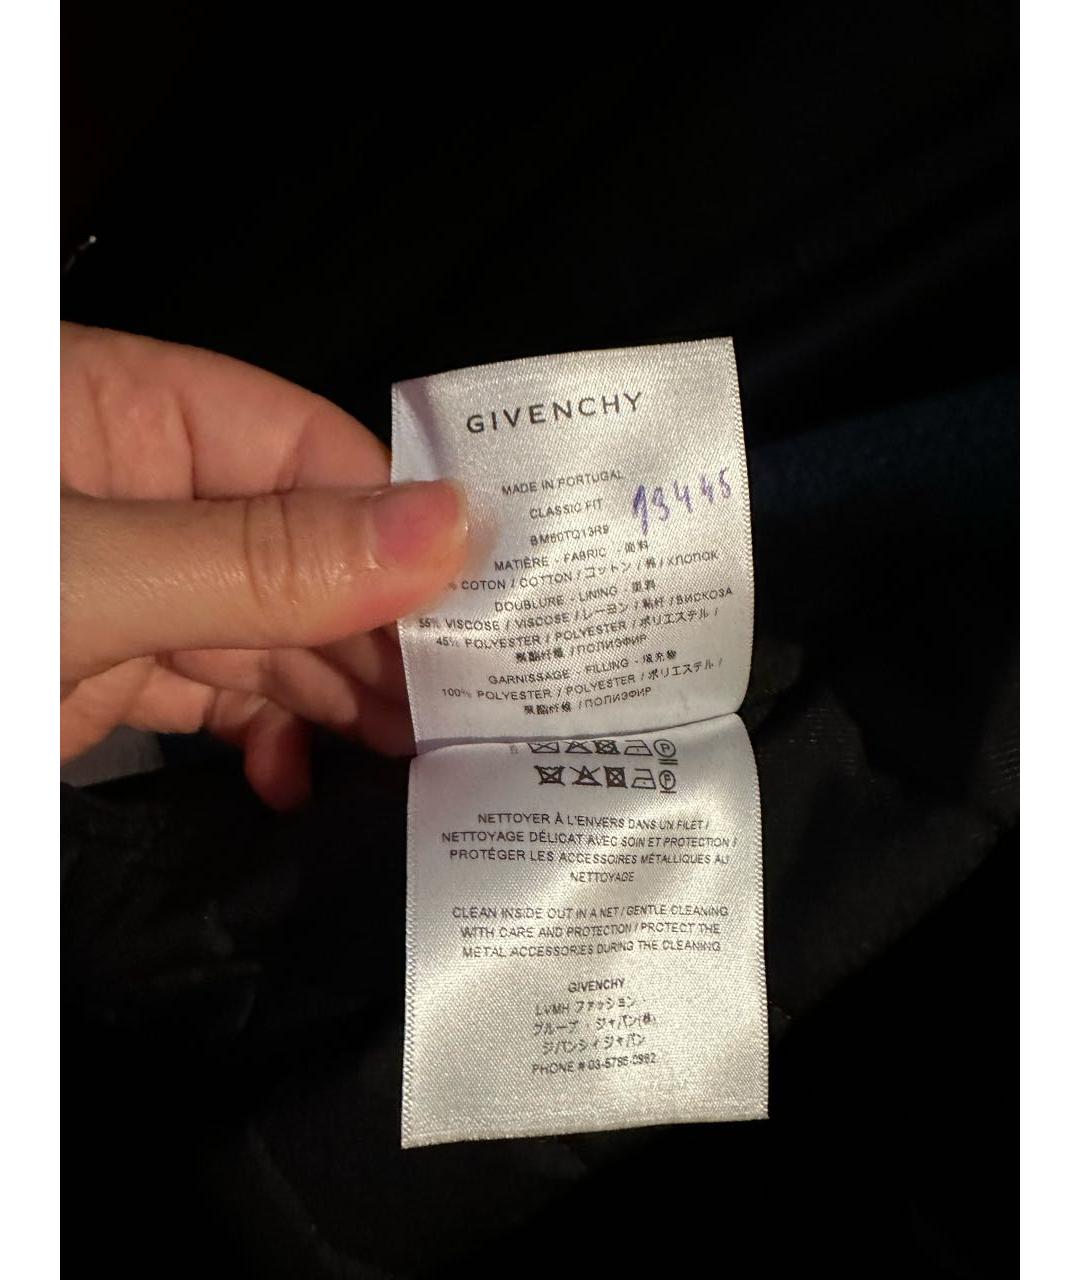 GIVENCHY
MADE IN PORTUGAL
CLASSIC FIT
13445
BM60TQ13R9
MATIÈRE - FABRIC - 面料
% COTON / COTTON / コットン / 棉 / ХЛОПОК
DOUBLURE - LINING - 里料
55% VISCOSE / VISCOSE / レーヨン / 粘纤 / ВИСКОЗА
45% POLYESTER / POLYESTER / ポリエステル /
聚酯纤维 / ПОЛИЭФИР
GARNISSAGE - FILLING - 填充物
100% POLYESTER / POLYESTER / ポリエステル /
聚酯纤维 / ПОЛИЭФИР
NETTOYER À L'ENVERS DANS UN FILET /
NETTOYAGE DÉLICAT AVEC SOIN ET PROTECTION /
PROTÉGER LES ACCESSOIRES MÉTALLIQUES AU
NETTOYAGE
CLEAN INSIDE OUT IN A NET / GENTLE CLEANING
WITH CARE AND PROTECTION / PROTECT THE
METAL ACCESSORIES DURING THE CLEANING
GIVENCHY
LVMH ファッション
グループ・ジャパン(株)
ジバンシィ ジャパン
PHONE # 03-5785-0962